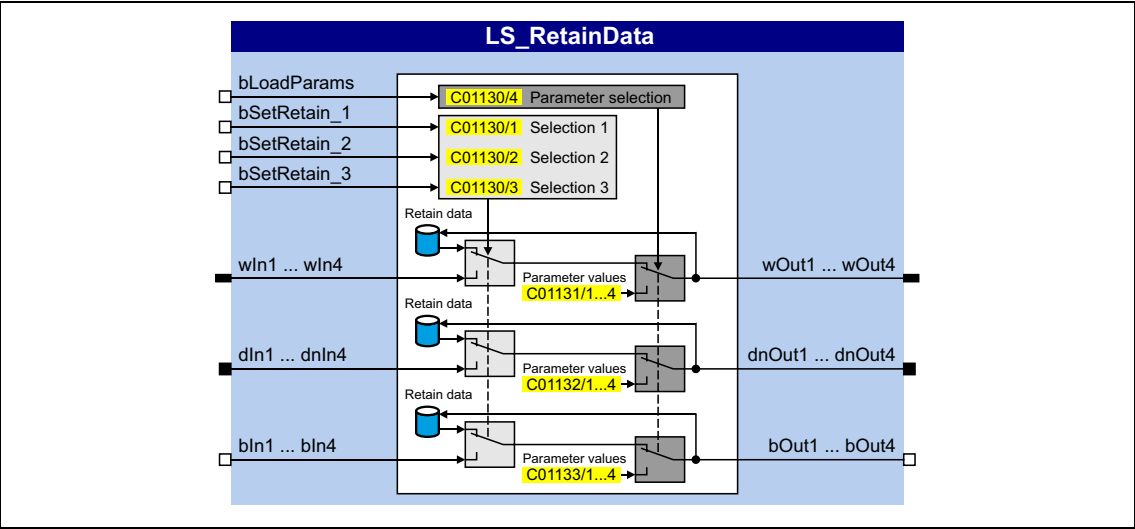 LS_RetainData
bLoadParams
C01130/4 Parameter selection
bSetRetain_1
C01130/1 Selection 1
bSetRetain_2
C01130/2 Selection 2
bSetRetain_3
C01130/3 Selection 3
Retain data
wIn1 ... wIn4
Parameter values
C01131/1...4
wOut1 ... wOut4
Retain data
dIn1 ... dnIn4
Parameter values
C01132/1...4
dnOut1 ... dnOut4
Retain data
bIn1 ... bIn4
Parameter values
C01133/1...4
bOut1 ... bOut4